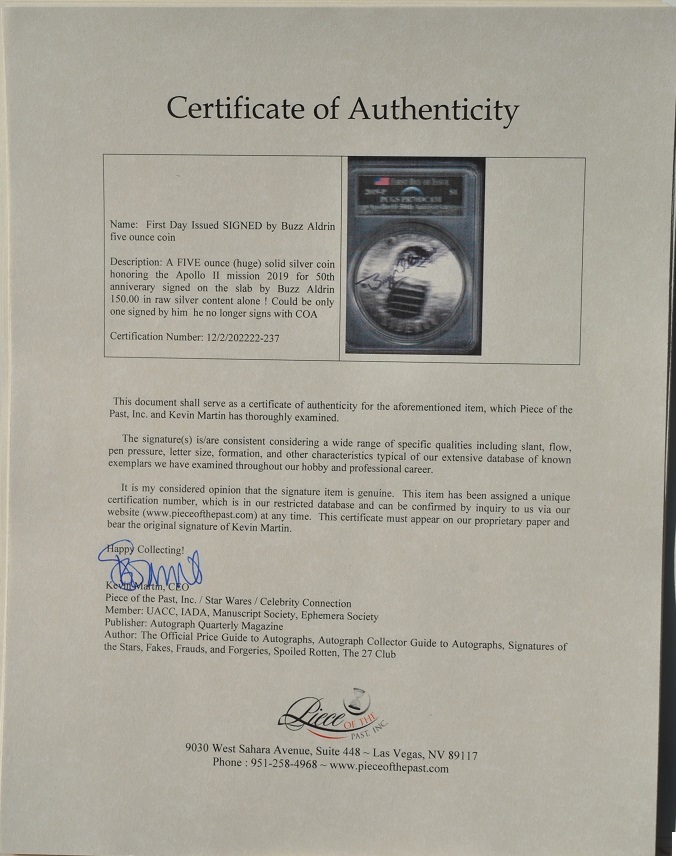 Certificate of Authenticity
Name: First Day Issued SIGNED by Buzz Aldrin
five ounce coin
Description: A FIVE ounce (huge) solid silver coin
honoring the Apollo II mission 2019 for 50th
anniverary signed on the slab by Buzz Aldrin
150.00 in raw silver content alone ! Could be only
one signed by him he no longer signs with COA
Certification Number: 12/2/202222-237
FIRST DAY OF ISSUE
2019-P $1
This document shall serve as a certificate of authenticity for the aforementioned item, which Piece of the
Past, Inc. and Kevin Martin has thoroughly examined.
The signature(s) is/are consistent considering a wide range of specific qualities including slant, flow,
pen pressure, letter size, formation, and other characteristics typical of our extensive database of known
exemplars we have examined throughout our hobby and professional career.
It is my considered opinion that the signature item is genuine. This item has been assigned a unique
certification number, which is in our restricted database and can be confirmed by inquiry to us via our
website (www.pieceofthepast.com) at any time. This certificate must appear on our proprietary paper and
bear the original signature of Kevin Martin.
Happy Collecting!
Kevin Martin, CEO
Piece of the Past, Inc. / Star Wares / Celebrity Connection
Member: UACC, IADA, Manuscript Society, Ephemera Society
Publisher: Autograph Quarterly Magazine
Author: The Official Price Guide to Autographs, Autograph Collector Guide to Autographs, Signatures of
the Stars, Fakes, Frauds, and Forgeries, Spoiled Rotten, The 27 Club
Piece OF THE
PAST, INC.
9030 West Sahara Avenue, Suite 448 ~ Las Vegas, NV 89117
Phone : 951-258-4968 ~ www.pieceofthepast.com